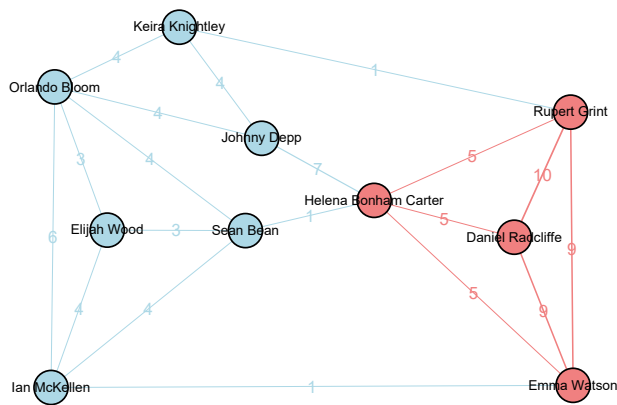 Keira Knightley
4
1
Orlando Bloom
4
4
Rupert Grint
Johnny Depp
3
4
5
7
10
Helena Bonham Carter
1
5
Elijah Wood
3
Sean Bean
Daniel Radcliffe
6
9
5
4
4
9
Ian McKellen
1
Emma Watson